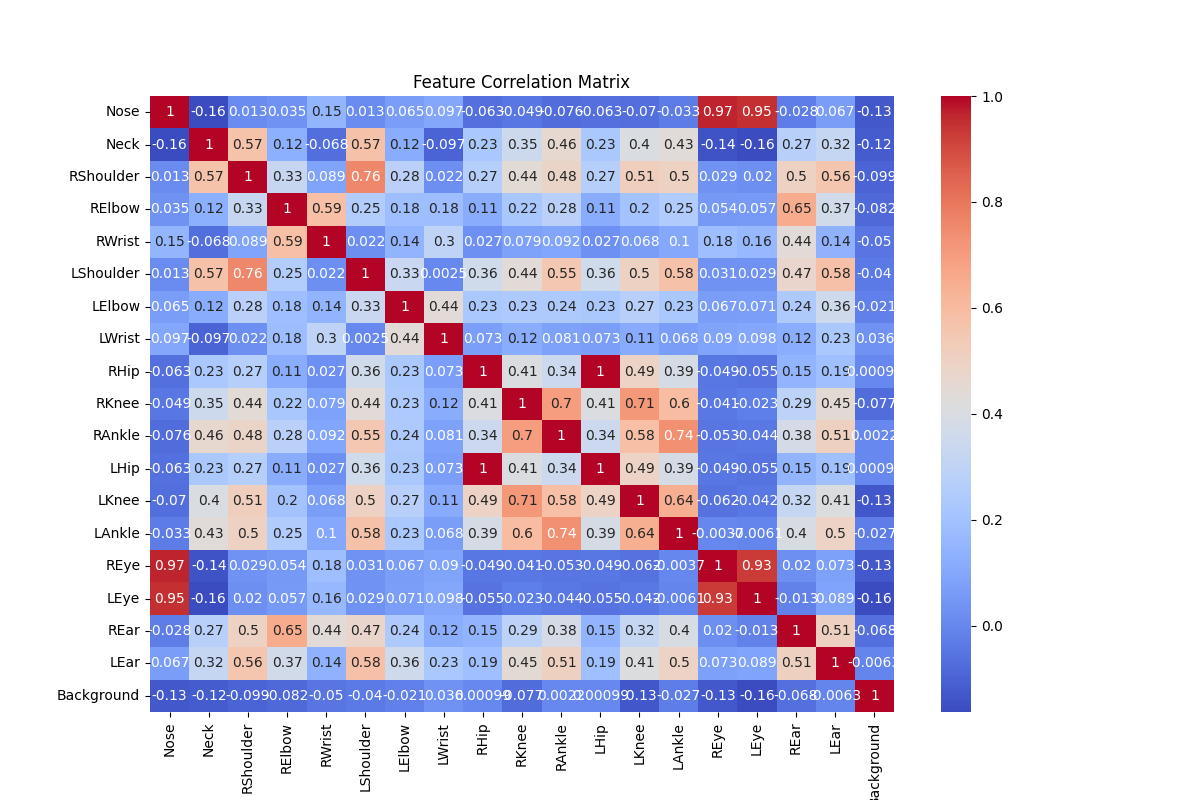 Feature Correlation Matrix
Nose 1 -0.16 0.013 0.035 0.15 0.013 0.065 0.097 -0.063 -0.049 -0.076 -0.063 -0.07 -0.033 0.97 0.95 -0.028 0.067 -0.13
Neck -0.16 1 0.57 0.12 -0.068 0.57 0.12 -0.097 0.23 0.35 0.46 0.23 0.4 0.43 -0.14 -0.16 0.27 0.32 -0.12
RShoulder 0.013 0.57 1 0.33 0.089 0.76 0.28 0.022 0.27 0.44 0.48 0.27 0.51 0.5 0.029 0.02 0.5 0.56 -0.099
RElbow 0.035 0.12 0.33 1 0.59 0.25 0.18 0.18 0.11 0.22 0.28 0.11 0.2 0.25 0.054 0.057 0.65 0.37 -0.082
RWrist 0.15 -0.068 0.089 0.59 1 0.022 0.14 0.3 0.027 0.079 0.092 0.027 0.068 0.1 0.18 0.16 0.44 0.14 -0.05
LShoulder 0.013 0.57 0.76 0.25 0.022 1 0.33 0.0025 0.36 0.44 0.55 0.36 0.5 0.58 0.031 0.029 0.47 0.58 -0.04
LElbow 0.065 0.12 0.28 0.18 0.14 0.33 1 0.44 0.23 0.23 0.24 0.23 0.27 0.23 0.067 0.071 0.24 0.36 -0.021
LWrist 0.097 -0.097 0.022 0.18 0.3 0.0025 0.44 1 0.073 0.12 0.081 0.073 0.11 0.068 0.09 0.098 0.12 0.23 0.036
RHip -0.063 0.23 0.27 0.11 0.027 0.36 0.23 0.073 1 0.41 0.34 1 0.49 0.39 -0.049 -0.055 0.15 0.19
RKnee -0.049 0.35 0.44 0.22 0.079 0.44 0.23 0.12 0.41 1 0.7 0.41 0.71 0.6 -0.041 -0.023 0.29 0.45 -0.077
RAnkle -0.076 0.46 0.48 0.28 0.092 0.55 0.24 0.081 0.34 0.7 1 0.34 0.58 0.74 -0.053 -0.044 0.38 0.51 0.0022
LHip -0.063 0.23 0.27 0.11 0.027 0.36 0.23 0.073 1 0.41 0.34 1 0.49 0.39 -0.049 -0.055 0.15 0.19
LKnee -0.07 0.4 0.51 0.2 0.068 0.5 0.27 0.11 0.49 0.71 0.58 0.49 1 0.64 -0.062 -0.042 0.32 0.41 -0.13
LAnkle -0.033 0.43 0.5 0.25 0.1 0.58 0.23 0.068 0.39 0.6 0.74 0.39 0.64 1 -0.0037 -0.0061 0.4 0.5 -0.027
REye 0.97 -0.14 0.029 0.054 0.18 0.031 0.067 0.09 -0.049 -0.041 -0.053 -0.049 -0.062 -0.0037 1 0.93 0.02 0.073 -0.13
LEye 0.95 -0.16 0.02 0.057 0.16 0.029 0.071 0.098 -0.055 -0.023 -0.044 -0.055 -0.042 -0.0061 0.93 1 -0.013 0.089 -0.16
REar -0.028 0.27 0.5 0.65 0.44 0.47 0.24 0.12 0.15 0.29 0.38 0.15 0.32 0.4 0.02 -0.013 1 0.51 -0.068
LEar 0.067 0.32 0.56 0.37 0.14 0.58 0.36 0.23 0.19 0.45 0.51 0.19 0.41 0.5 0.073 0.089 0.51 1
Background -0.13 -0.12 -0.099 -0.082 -0.05 -0.04 -0.021 0.036 0.00099 -0.077 0.0022 0.00099 -0.13 -0.027 -0.13 -0.16 -0.068 -0.0063 1
Nose Neck RShoulder RElbow RWrist LShoulder LElbow LWrist RHip RKnee RAnkle LHip LKnee LAnkle REye LEye REar LEar Background
1.0
0.8
0.6
0.4
0.2
0.0